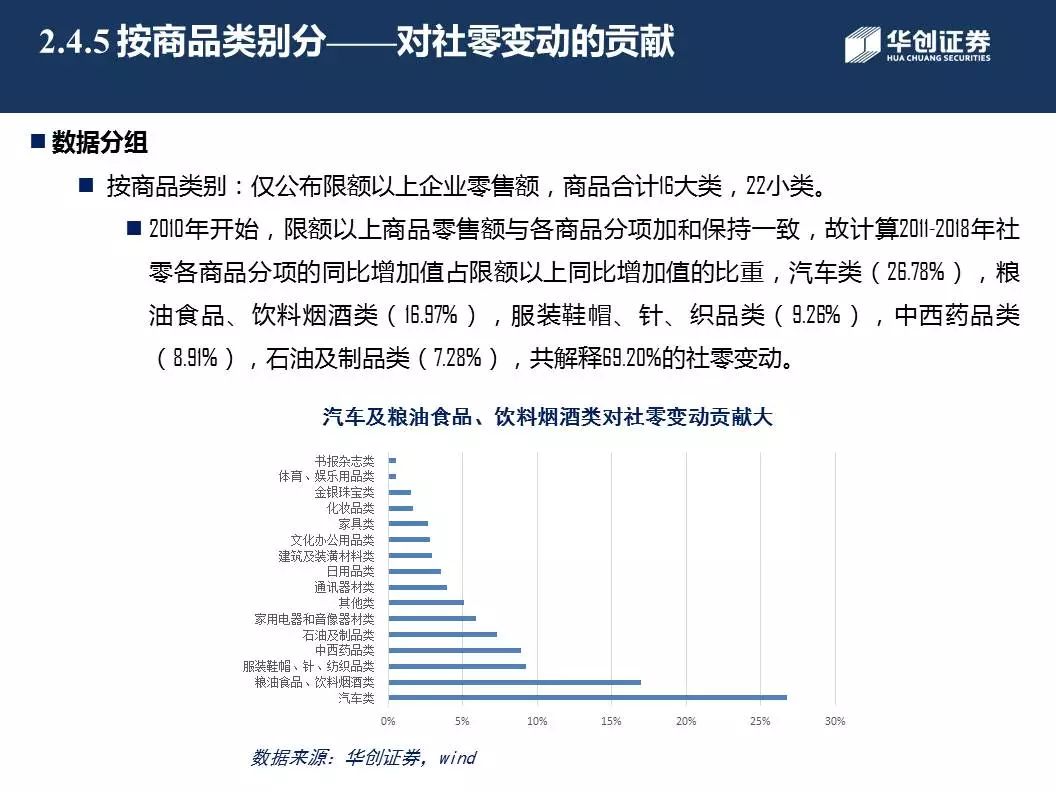 2.4.5 按商品类别分——对社零变动的贡献
华创证券
HUA CHUANG SECURITIES
数据分组
按商品类别：仅公布限额以上企业零售额，商品合计16大类，22小类。
2010年开始，限额以上商品零售额与各商品分项加和保持一致，故计算2011-2018年社
零各商品分项的同比增加值占限额以上同比增加值的比重，汽车类（26.78%），粮
油食品、饮料烟酒类（16.97%），服装鞋帽、针、织品类（9.26%），中西药品类
（8.91%），石油及制品类（7.28%），共解释69.20%的社零变动。
汽车及粮油食品、饮料烟酒类对社零变动贡献大
书报杂志类
体育、娱乐用品类
金银珠宝类
化妆品类
家具类
文化办公用品类
建筑及装潢材料类
日用品类
通讯器材类
其他类
家用电器和音像器材类
石油及制品类
中西药品类
服装鞋帽、针、纺织品类
粮油食品、饮料烟酒类
汽车类
0% 5% 10% 15% 20% 25% 30%
数据来源：华创证券，wind